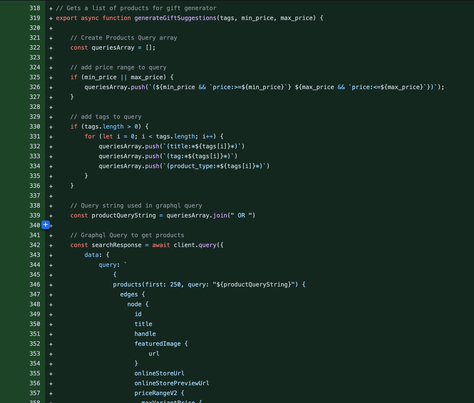 318 + // Gets a list of products for gift generator
319 + export async function generateGiftSuggestions(tags, min_price, max_price) {
320 +
321 + // Create Products Query array
322 + const queriesArray = [];
323 +
324 + // add price range to query
325 + if (min_price || max_price) {
326 + queriesArray.push(`(${min_price && `price:>=${min_price}`} ${max_price && `price:<=${max_price}`})`);
327 + }
328 +
329 + // add tags to query
330 + if (tags.length > 0) {
331 + for (let i = 0; i < tags.length; i++) {
332 + queriesArray.push(`(title:*${tags[i]}*)`)
333 + queriesArray.push(`(tag:*${tags[i]}*)`)
334 + queriesArray.push(`(product_type:*${tags[i]}*)`)
335 + }
336 + }
337 +
338 + // Query string used in graphql query
339 + const productQueryString = queriesArray.join(" OR ")
340 + +
341 + // Graphql Query to get products
342 + const searchResponse = await client.query({
343 + data: {
344 + query: `
345 + {
346 + products(first: 250, query: "${productQueryString}") {
347 + edges {
348 + node {
349 + id
350 + title
351 + handle
352 + featuredImage {
353 + url
354 + }
355 + onlineStoreUrl
356 + onlineStorePreviewUrl
357 + priceRangeV2 {
358 + maxVariantPrice {